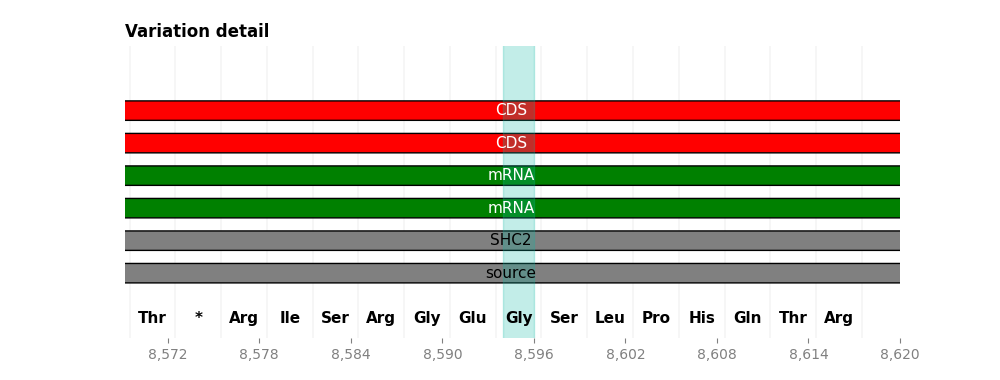 Variation detail
CDS
CDS
mRNA
mRNA
SHC2
source
Thr * Arg Ile Ser Arg Gly Glu Gly Ser Leu Pro His Gln Thr Arg
8,572 8,578 8,584 8,590 8,596 8,602 8,608 8,614 8,620